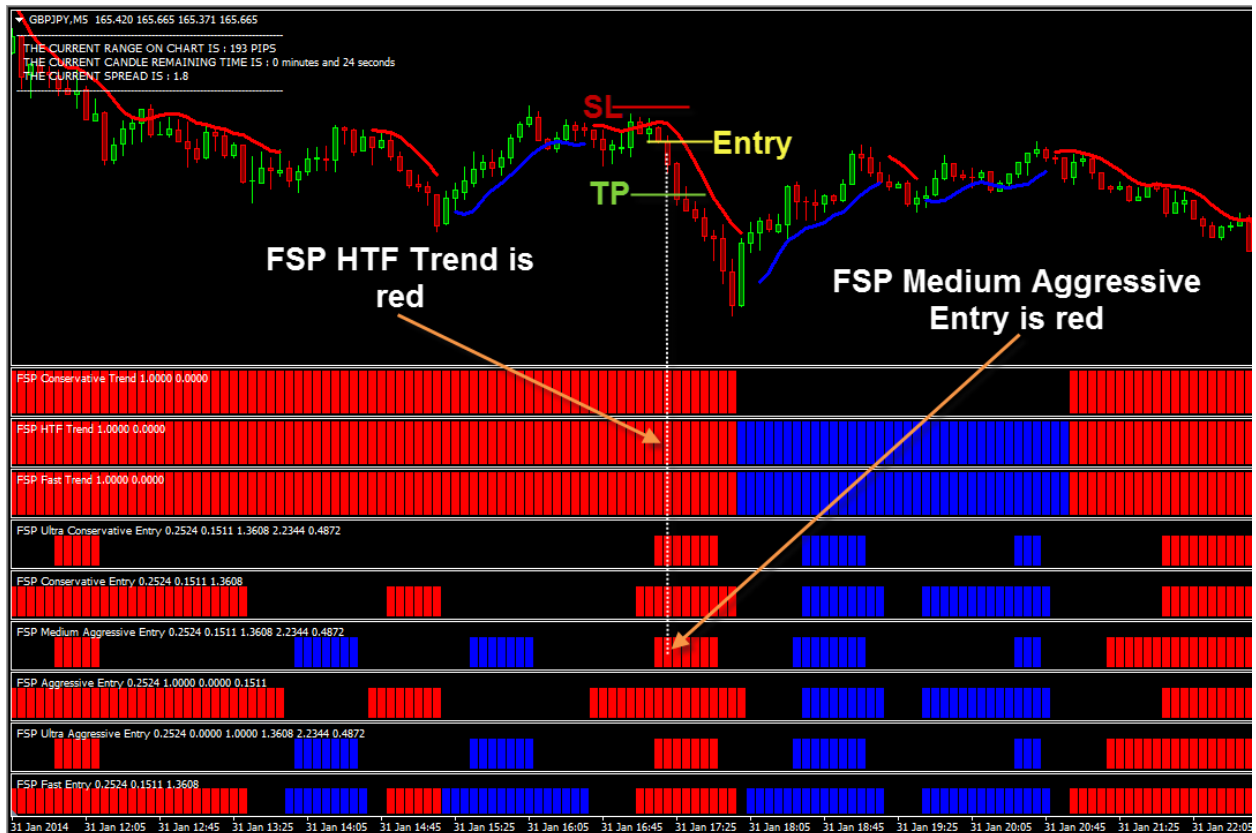 GBPJPY,M5 165.420 165.665 165.371 165.665
THE CURRENT RANGE ON CHART IS : 193 PIPS
THE CURRENT CANDLE REMAINING TIME IS : 0 minutes and 24 seconds
THE CURRENT SPREAD IS : 1.8
SL
Entry
TP
FSP HTF Trend is
red
FSP Medium Aggressive
Entry is red
FSP Conservative Trend 1.0000 0.0000
FSP HTF Trend 1.0000 0.0000
FSP Fast Trend 1.0000 0.0000
FSP Ultra Conservative Entry 0.2524 0.1511 1.3608 2.2344 0.4872
FSP Conservative Entry 0.2524 0.1511 1.3608
FSP Medium Aggressive Entry 0.2524 0.1511 1.3608 2.2344 0.4872
FSP Aggressive Entry 0.2524 1.0000 0.0000 0.1511
FSP Ultra Aggressive Entry 0.2524 0.0000 1.0000 1.3608 2.2344 0.4872
FSP Fast Entry 0.2524 0.1511 1.3608
31 Jan 2014 31 Jan 12:05 31 Jan 12:45 31 Jan 13:25 31 Jan 14:05 31 Jan 14:45 31 Jan 15:25 31 Jan 16:05 31 Jan 16:45 31 Jan 17:25 31 Jan 18:05 31 Jan 18:45 31 Jan 19:25 31 Jan 20:05 31 Jan 20:45 31 Jan 21:25 31 Jan 22:05